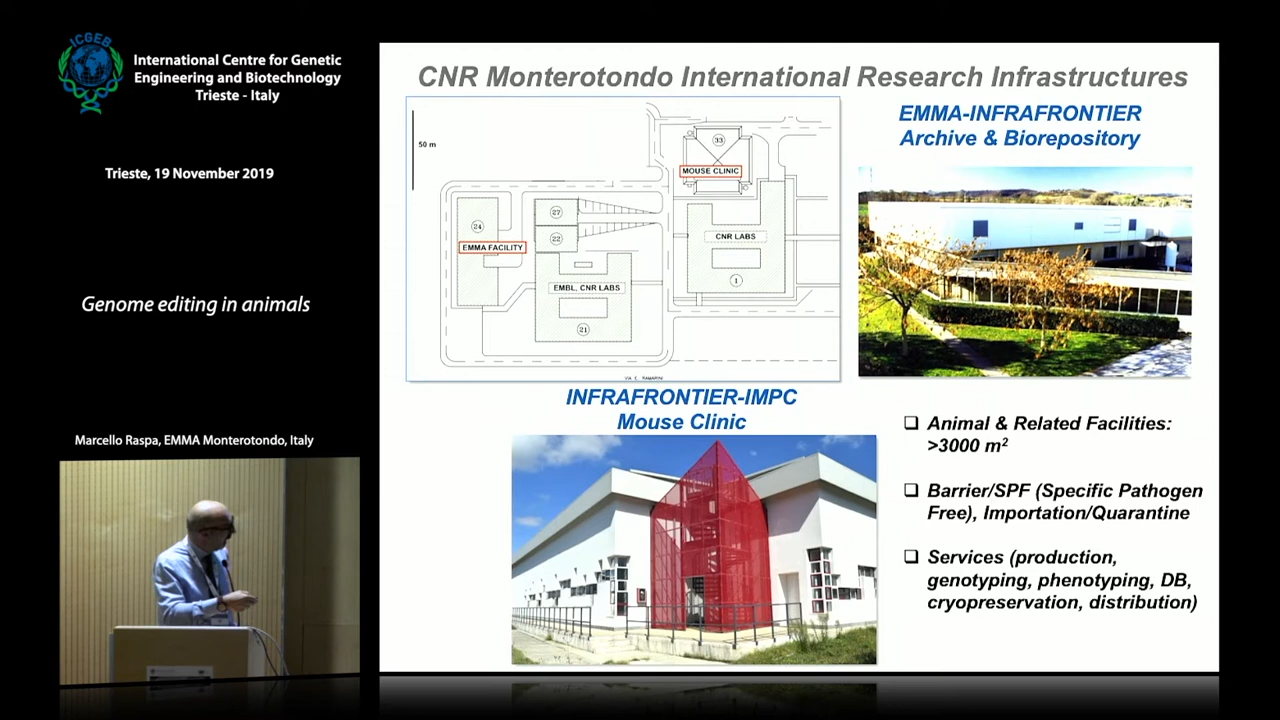 ICGEB
International Centre for Genetic
Engineering and Biotechnology
Trieste - Italy
Trieste, 19 November 2019
Genome editing in animals
Marcello Raspa, EMMA Monterotondo, Italy
CNR Monterotondo International Research Infrastructures
50 m
33
MOUSE CLINIC
24
27
22
EMMA FACILITY
CNR LABS
1
EMBL, CNR LABS
21
VIA E. RAMARINI
EMMA-INFRAFRONTIER
Archive & Biorepository
INFRAFRONTIER-IMPC
Mouse Clinic
❑ Animal & Related Facilities:
>3000 m²
❑ Barrier/SPF (Specific Pathogen
Free), Importation/Quarantine
❑ Services (production,
genotyping, phenotyping, DB,
cryopreservation, distribution)